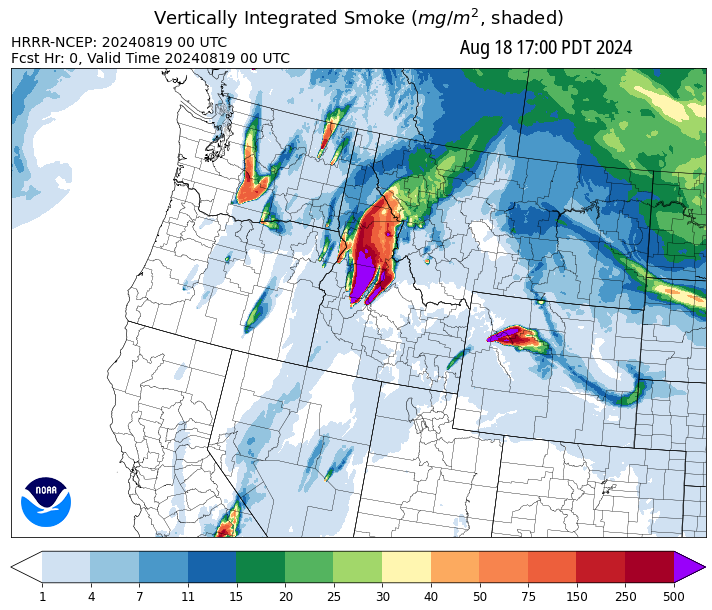 Vertically Integrated Smoke (mg/m², shaded)
HRRR-NCEP: 20240819 00 UTC
Aug 18 17:00 PDT 2024
Fcst Hr: 0, Valid Time 20240819 00 UTC
NOAA
1 4 7 11 15 20 25 30 40 50 75 150 250 500